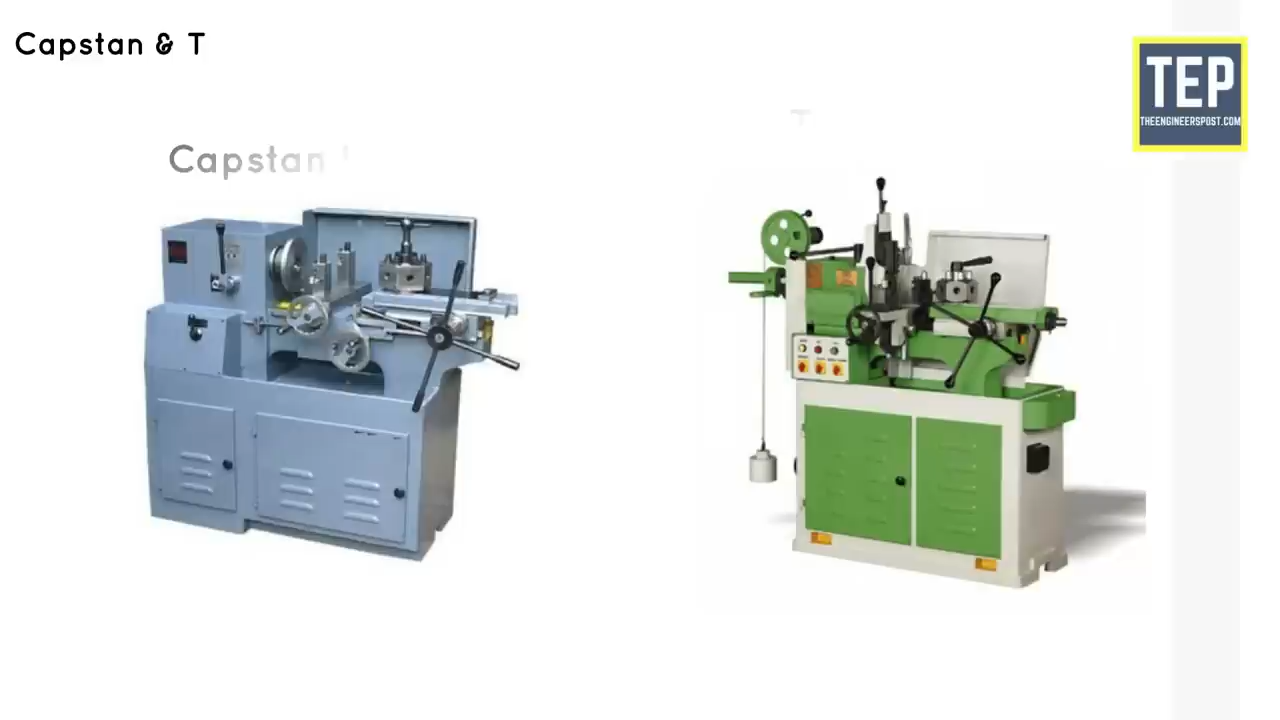 Capstan & T
TEP
THEENGINEERSPOST.COM
T
Capstan